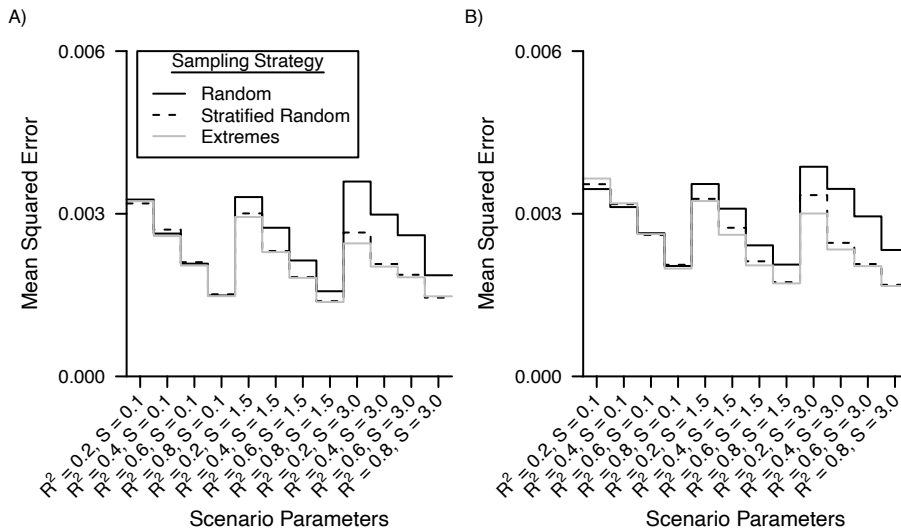 A)
0.006
0.003
0.000
Mean Squared Error
Sampling Strategy
Random
Stratified Random
Extremes
R² = 0.2, S = 0.1
R² = 0.4, S = 0.1
R² = 0.6, S = 0.1
R² = 0.8, S = 0.1
R² = 0.2, S = 1.5
R² = 0.4, S = 1.5
R² = 0.6, S = 1.5
R² = 0.8, S = 1.5
R² = 0.2, S = 3.0
R² = 0.4, S = 3.0
R² = 0.6, S = 3.0
R² = 0.8, S = 3.0
Scenario Parameters
B)
0.006
0.003
0.000
Mean Squared Error
R² = 0.2, S = 0.1
R² = 0.4, S = 0.1
R² = 0.6, S = 0.1
R² = 0.8, S = 0.1
R² = 0.2, S = 1.5
R² = 0.4, S = 1.5
R² = 0.6, S = 1.5
R² = 0.8, S = 1.5
R² = 0.2, S = 3.0
R² = 0.4, S = 3.0
R² = 0.6, S = 3.0
R² = 0.8, S = 3.0
Scenario Parameters